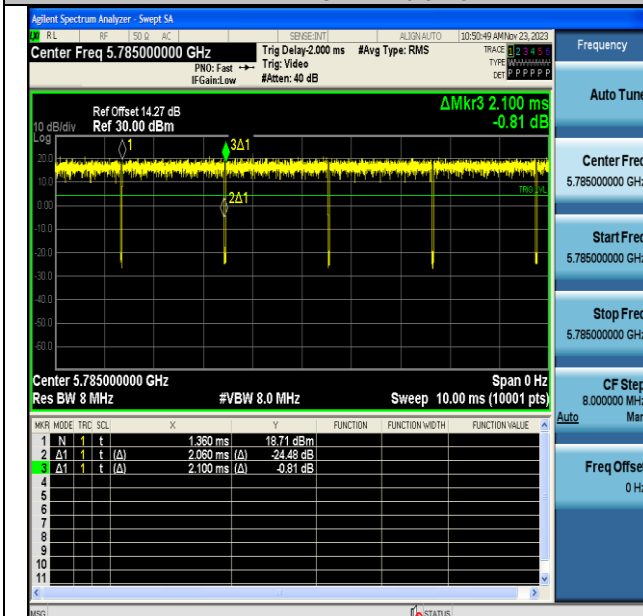 Agilent Spectrum Analyzer - Swept SA
RL RF 50 Ω AC SENSE:INT ALIGN AUTO 10:50:49 AM Nov 23, 2023
Center Freq 5.785000000 GHz
PNO: Fast
IFGain:Low
Trig Delay-2.000 ms
Trig: Video
#Atten: 40 dB
#Avg Type: RMS
TRACE 1 2 3 4 5 6
TYPE
DET P P P P P P
Frequency
Auto Tune
Center Freq
5.785000000 GHz
Start Freq
5.785000000 GHz
Stop Freq
5.785000000 GHz
CF Step
8.000000 MHz
Auto Man
Freq Offset
0 Hz
ΔMkr3 2.100 ms
-0.81 dB
Ref Offset 14.27 dB
10 dB/div Ref 30.00 dBm
Log
1
3Δ1
2Δ1
TRIG LVL
20.0
10.0
0.00
-10.0
-20.0
-30.0
-40.0
-50.0
-60.0
Center 5.785000000 GHz Span 0 Hz
Res BW 8 MHz #VBW 8.0 MHz Sweep 10.00 ms (10001 pts)
MKR MODE TRC SCL X Y FUNCTION FUNCTION WIDTH FUNCTION VALUE
1 N 1 t 1.360 ms 18.71 dBm
2 Δ1 1 t (Δ) 2.060 ms (Δ) -24.48 dB
3 Δ1 1 t (Δ) 2.100 ms (Δ) -0.81 dB
4
5
6
7
8
9
10
11
MSG STATUS